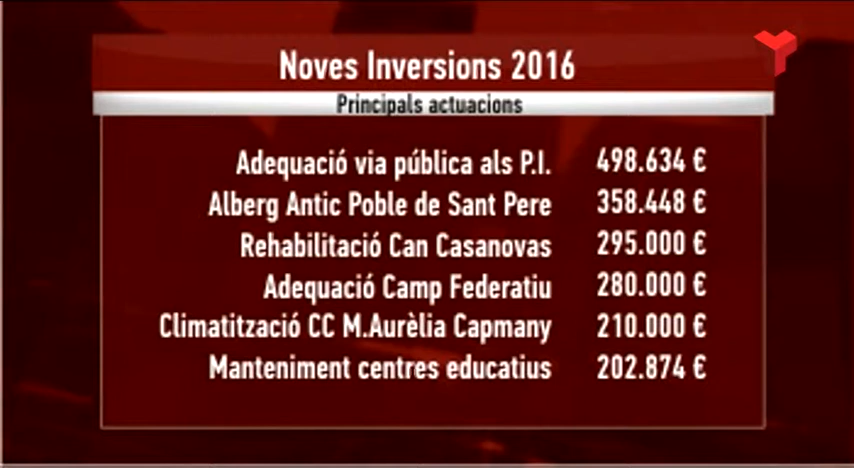 Noves Inversions 2016
Principals actuacions
Adequació via pública als P.I. 498.634 €
Alberg Antic Poble de Sant Pere 358.448 €
Rehabilitació Can Casanovas 295.000 €
Adequació Camp Federatiu 280.000 €
Climatització CC M.Aurèlia Capmany 210.000 €
Manteniment centres educatius 202.874 €